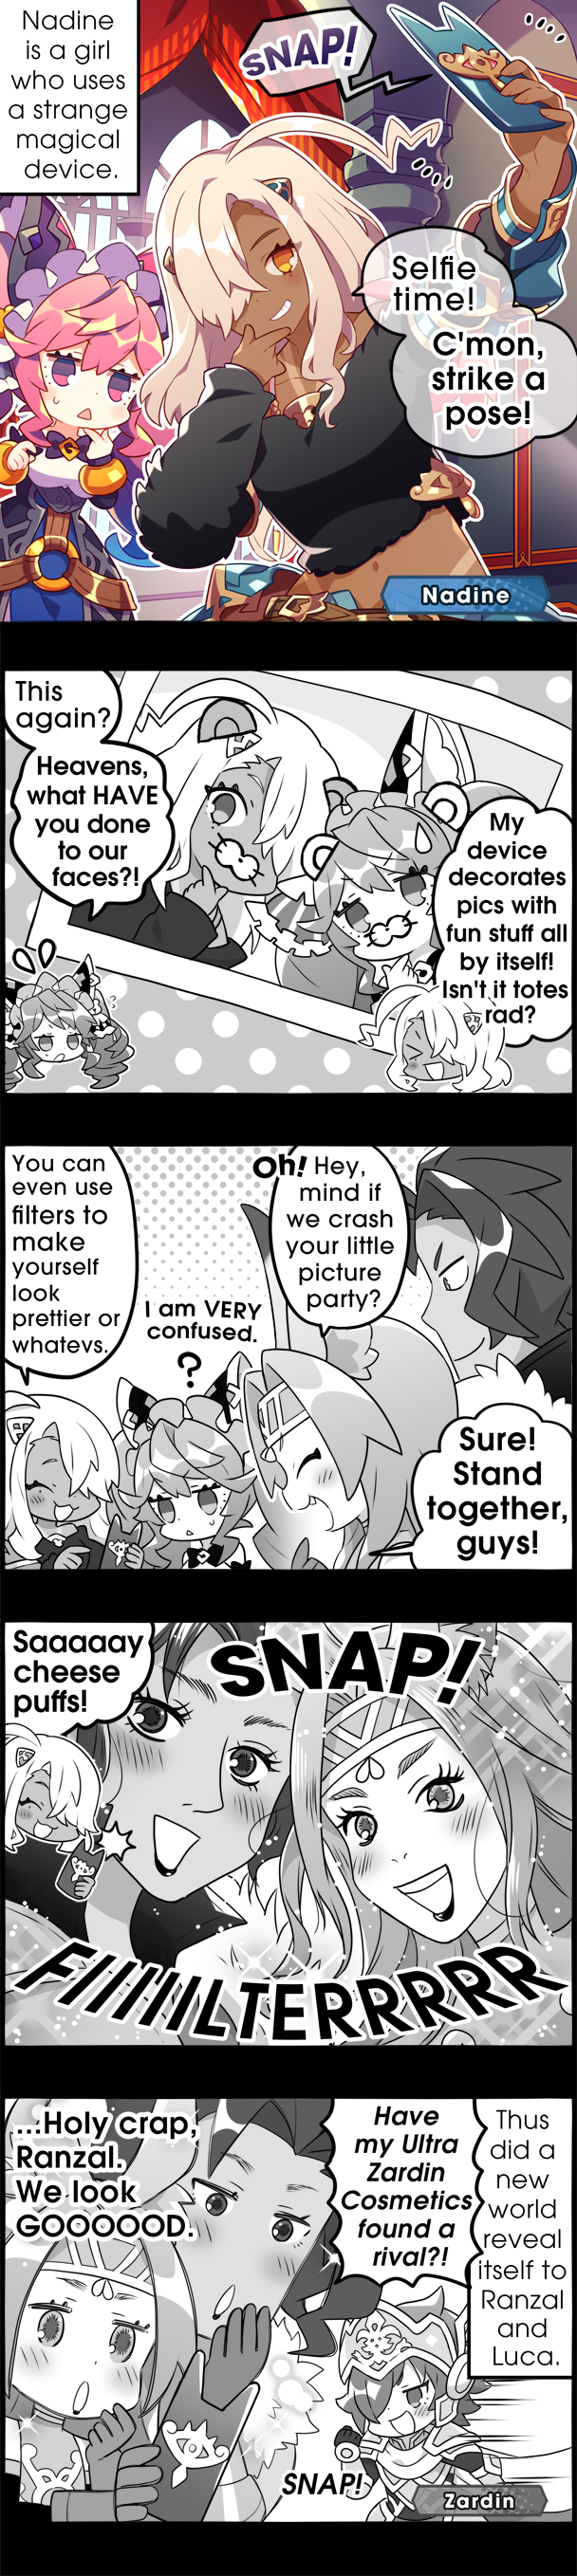 Nadine
is a girl
who uses
a strange
magical
device.
SNAP!
Selfie
time!
C'mon,
strike a
pose!
Nadine
This
again?
Heavens,
what HAVE
you done
to our
faces?!
My
device
decorates
pics with
fun stuff all
by itself!
Isn't it totes
rad?
You can
even use
filters to
make
yourself
look
prettier or
whatevs.
I am VERY
confused.
?
Oh! Hey,
mind if
we crash
your little
picture
party?
Sure!
Stand
together,
guys!
Saaaaay
cheese
puffs!
SNAP!
FIIIIILTERRRRR
...Holy crap,
Ranzal.
We look
GOOOOOD.
Have
my Ultra
Zardin
Cosmetics
found a
rival?!
Thus
did a
new
world
reveal
itself to
Ranzal
and
Luca.
SNAP!
Zardin